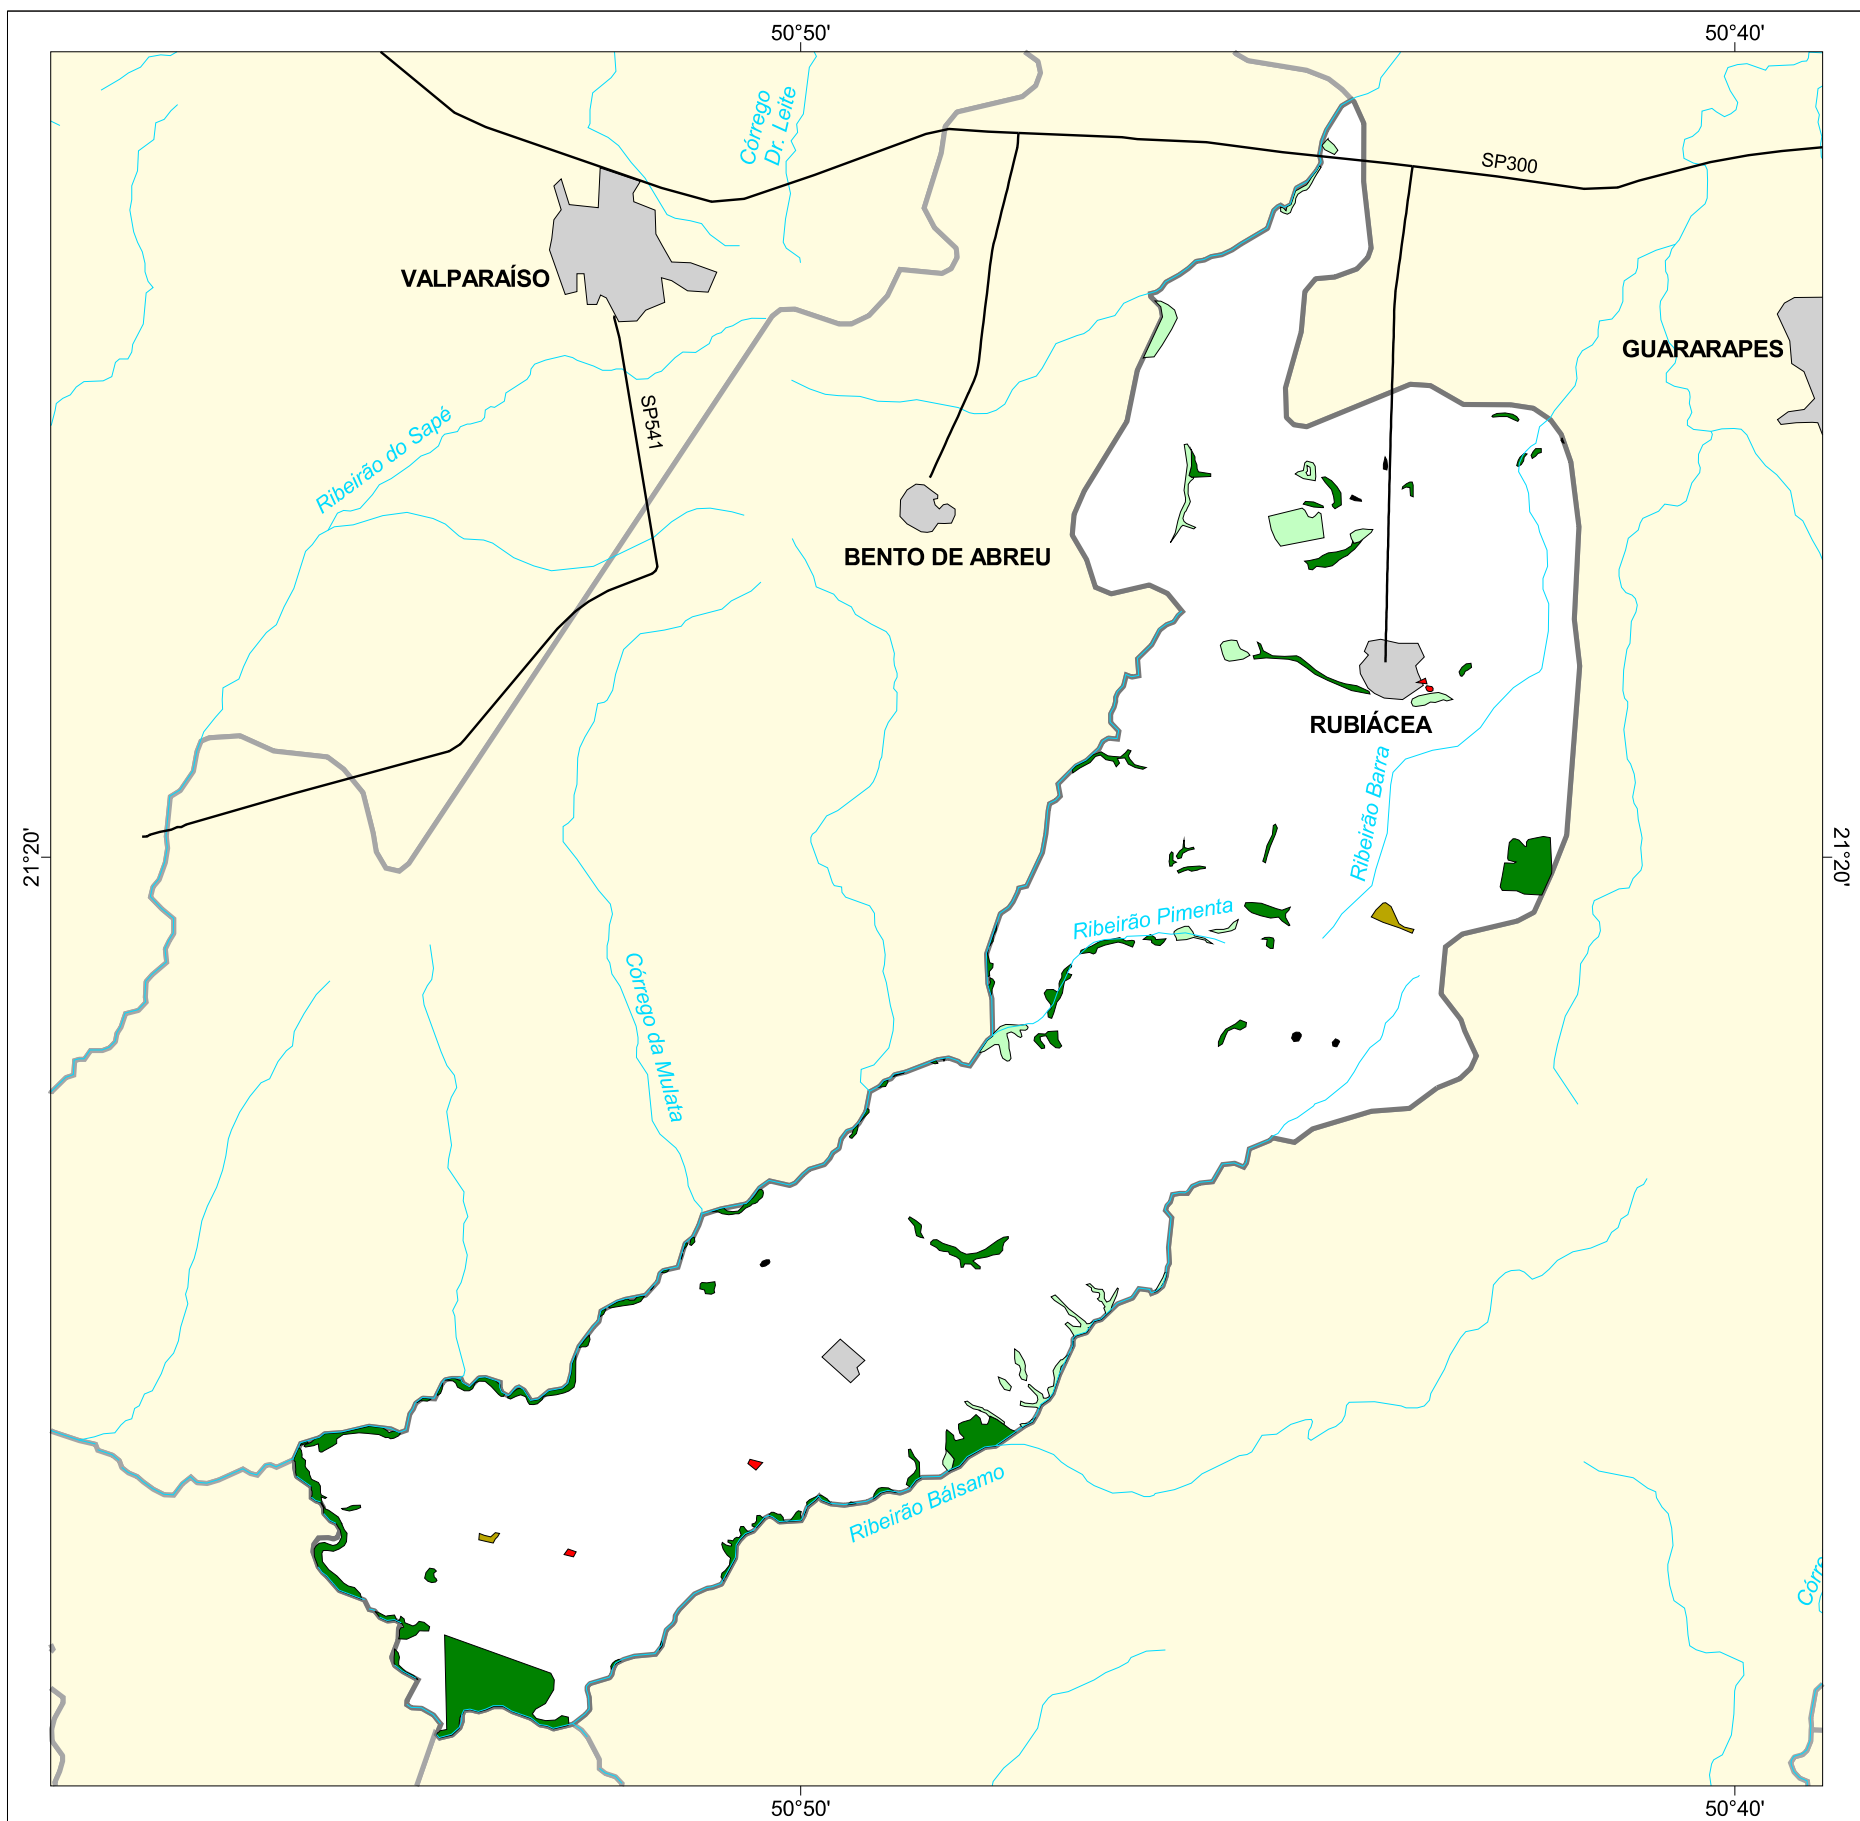 50°50'
50°40'
Córrego
Dr. Leite
SP300
VALPARAÍSO
GUARARAPES
SP541
Ribeirão do Sapé
BENTO DE ABREU
RUBIÁCEA
Ribeirão Barra
21°20'
21°20'
Ribeirão Pimenta
Córrego da Mulata
Ribeirão Bálsamo
Córre
50°50'
50°40'